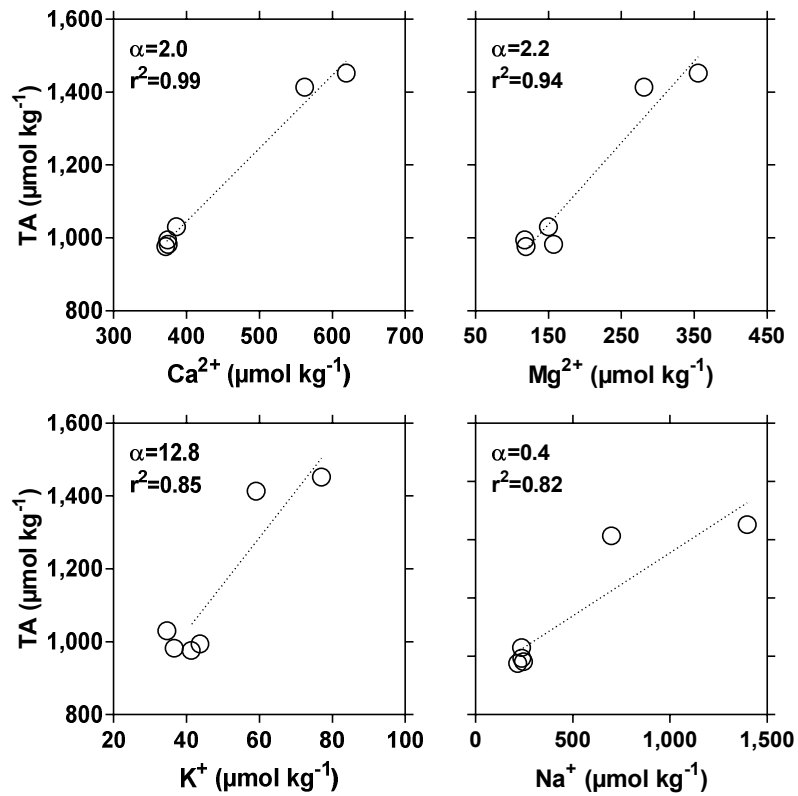 1,600
1,400
1,200
1,000
800
TA (µmol kg⁻¹)
α=2.0
r²=0.99
300 400 500 600 700
Ca²⁺ (µmol kg⁻¹)
α=2.2
r²=0.94
50 150 250 350 450
Mg²⁺ (µmol kg⁻¹)
1,600
1,400
1,200
1,000
800
TA (µmol kg⁻¹)
α=12.8
r²=0.85
20 40 60 80 100
K⁺ (µmol kg⁻¹)
α=0.4
r²=0.82
0 500 1,000 1,500
Na⁺ (µmol kg⁻¹)